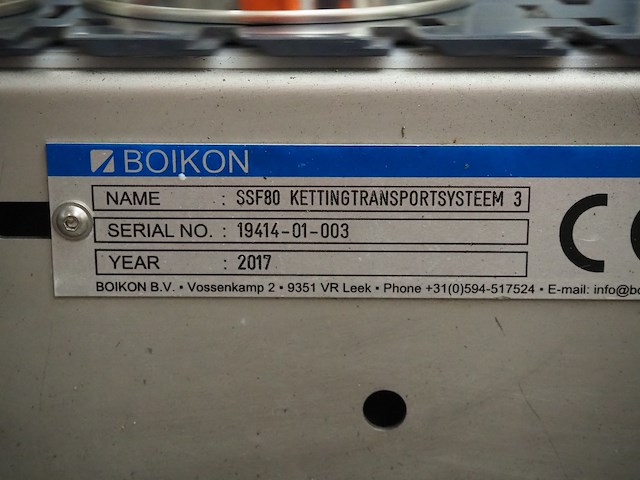 BOIKON
NAME : SSF80 KETTINGTRANSPORTSYSTEEM 3
SERIAL NO. : 19414-01-003
YEAR : 2017
CE
BOIKON B.V. • Vossenkamp 2 • 9351 VR Leek • Phone +31(0)594-517524 • E-mail: info@bo